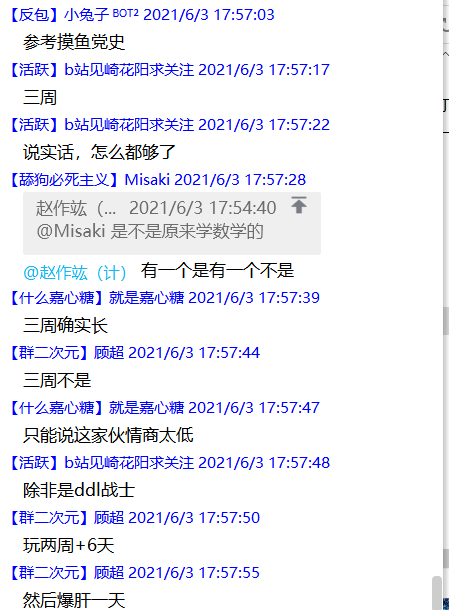 【反包】小兔子 BOT2 2021/6/3 17:57:03
参考摸鱼党史
【活跃】b站见崎花阳求关注 2021/6/3 17:57:17
三周
【活跃】b站见崎花阳求关注 2021/6/3 17:57:22
说实话，怎么都够了
【舔狗必死主义】Misaki 2021/6/3 17:57:28
赵作竑（... 2021/6/3 17:54:40
@Misaki 是不是原来学数学的
@赵作竑（计） 有一个是有一个不是
【什么嘉心糖】就是嘉心糖 2021/6/3 17:57:39
三周确实长
【群二次元】顾超 2021/6/3 17:57:44
三周不是
【什么嘉心糖】就是嘉心糖 2021/6/3 17:57:47
只能说这家伙情商太低
【活跃】b站见崎花阳求关注 2021/6/3 17:57:48
除非是ddl战士
【群二次元】顾超 2021/6/3 17:57:50
玩两周+6天
【群二次元】顾超 2021/6/3 17:57:55
然后爆肝一天